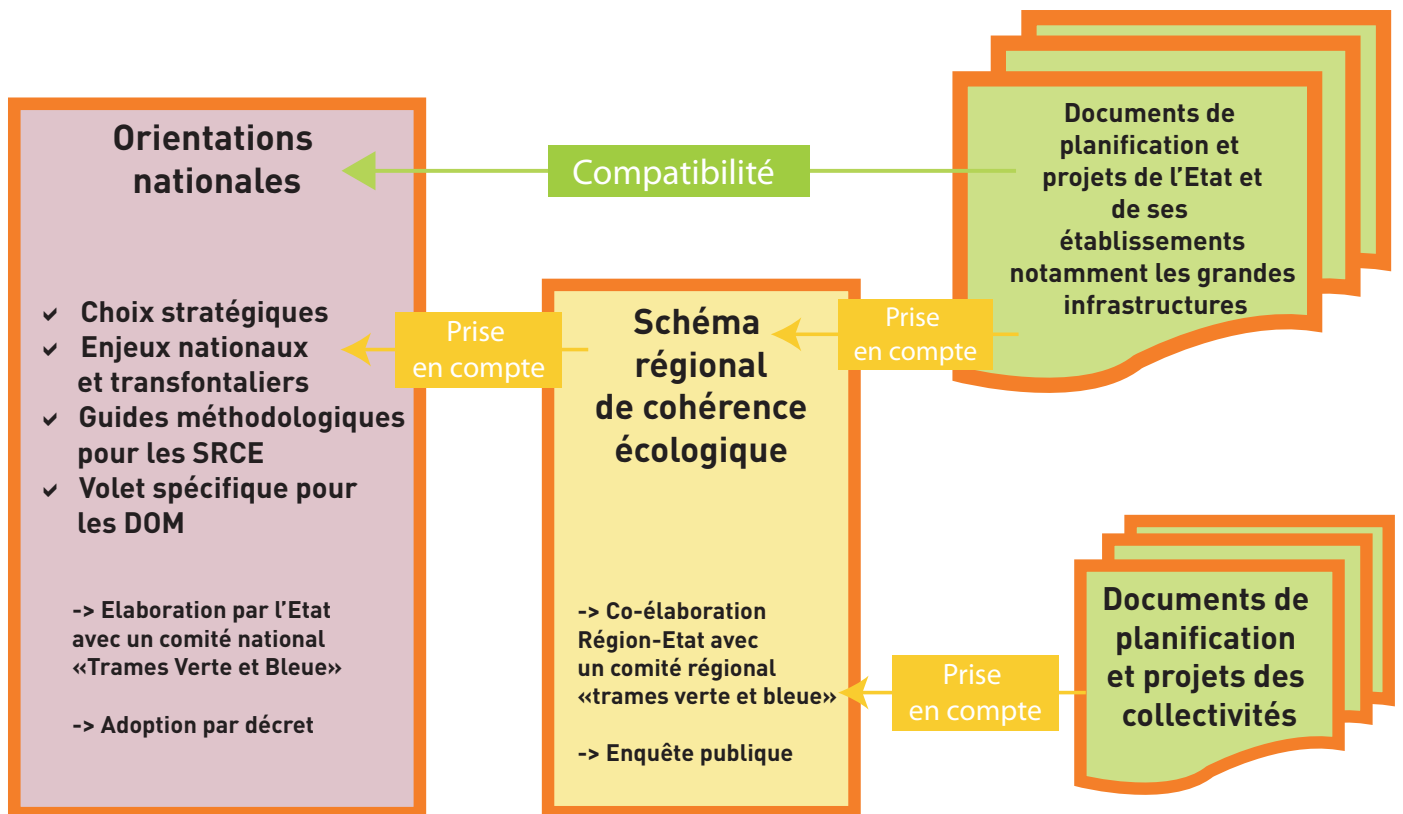 Orientations
nationales
✓ Choix stratégiques
✓ Enjeux nationaux
et transfontaliers
✓ Guides méthodologiques
pour les SRCE
✓ Volet spécifique pour
les DOM
-> Elaboration par l’Etat
avec un comité national
«Trames Verte et Bleue»
-> Adoption par décret
Compatibilité
Prise
en compte
Schéma
régional
de cohérence
écologique
-> Co-élaboration
Région-Etat avec
un comité régional
«trames verte et bleue»
-> Enquête publique
Prise
en compte
Documents de
planification et
projets de l’Etat et
de ses
établissements
notamment les grandes
infrastructures
Prise
en compte
Documents de
planification
et projets des
collectivités